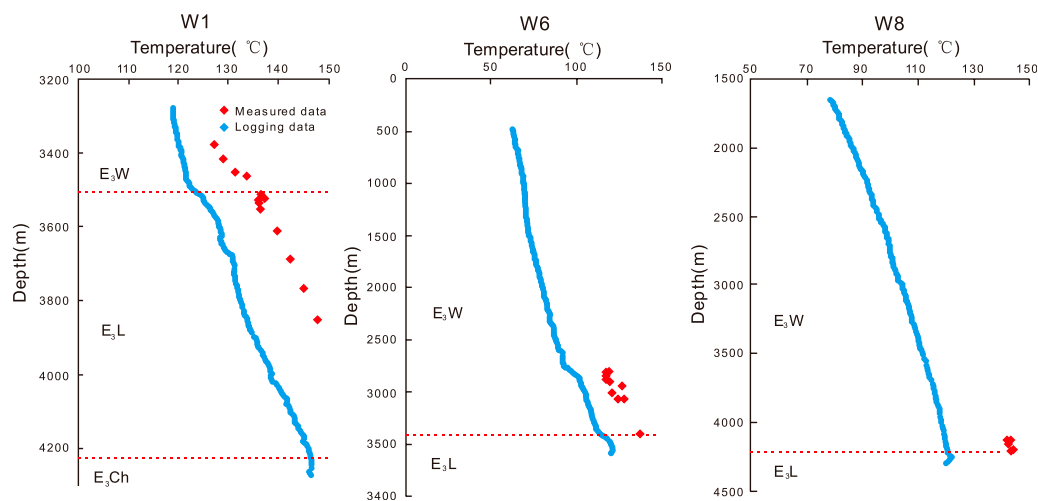 W1
Temperature( ℃)
100 120 130 140 150
3200
3400
3600
3800
4000
4200
Depth(m)
Measured data
Logging data
E₃W
E₃L
E₃Ch
W6
Temperature( ℃)
0 50 100 150
0
500
1000
1500
2000
2500
3000
3500
3400
Depth(m)
E₃W
E₃L
W8
Temperature( ℃)
50 90 110 130 150
1500
2000
2500
3000
3500
4000
4500
Depth(m)
E₃W
E₃L